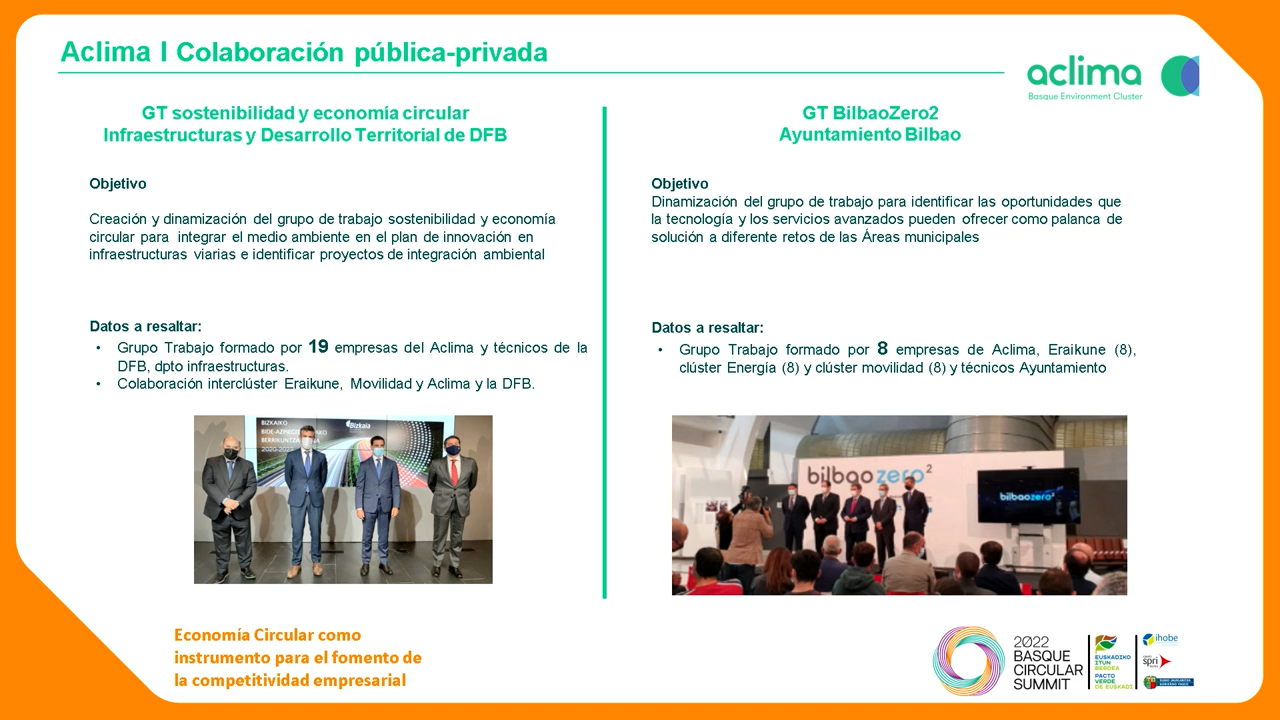 Aclima I Colaboración pública-privada
aclima
Basque Environment Cluster
GT sostenibilidad y economía circular
Infraestructuras y Desarrollo Territorial de DFB
Objetivo
Creación y dinamización del grupo de trabajo sostenibilidad y economía
circular para integrar el medio ambiente en el plan de innovación en
infraestructuras viarias e identificar proyectos de integración ambiental
Datos a resaltar:
• Grupo Trabajo formado por 19 empresas del Aclima y técnicos de la
DFB, dpto infraestructuras.
• Colaboración interclúster Eraikune, Movilidad y Aclima y la DFB.
BIZKAIKO
Bizkaia
2020-2023
GT BilbaoZero2
Ayuntamiento Bilbao
Objetivo
Dinamización del grupo de trabajo para identificar las oportunidades que
la tecnología y los servicios avanzados pueden ofrecer como palanca de
solución a diferente retos de las Áreas municipales
Datos a resaltar:
• Grupo Trabajo formado por 8 empresas de Aclima, Eraikune (8),
clúster Energía (8) y clúster movilidad (8) y técnicos Ayuntamiento
bilbao zero2
bilbaozero2
Economía Circular como
instrumento para el fomento de
la competitividad empresarial
2022
BASQUE
CIRCULAR
SUMMIT
EUSKADIKO
ITUN
BERDEA
PACTO
VERDE
DE EUSKADI
ihobe
spri